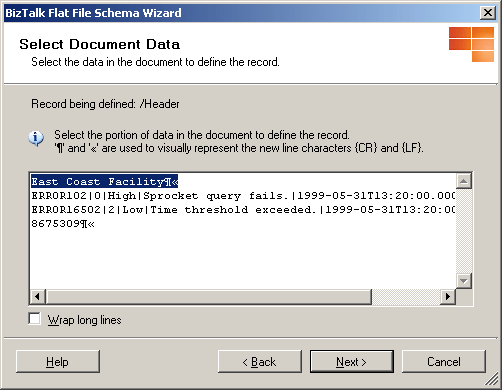 BizTalk Flat File Schema Wizard
Select Document Data
Select the data in the document to define the record.
Record being defined: /Header
Select the portion of data in the document to define the record.
'¶' and '«' are used to visually represent the new line characters {CR} and {LF}.
East Coast Facility¶«
ERROR102|0|High|Sprocket query fails.|1999-05-31T13:20:00.000
ERROR16502|2|Low|Time threshold exceeded.|1999-05-31T13:20:00
8675309¶«
Wrap long lines
Help
< Back
Next >
Cancel